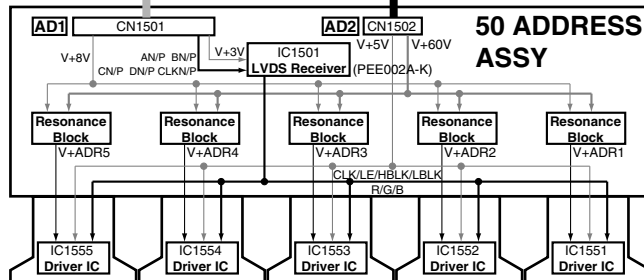 AD1 CN1501 AD2 CN1502 50 ADDRESS
ASSY
V+8V AN/P BN/P V+3V IC1501 V+5V V+60V
CN/P DN/P CLKN/P LVDS Receiver (PEE002A-K)
Resonance Resonance Resonance Resonance Resonance
Block Block Block Block Block
V+ADR5 V+ADR4 V+ADR3 V+ADR2 V+ADR1
CLK/LE/HBLK/LBLK
R/G/B
IC1555 IC1554 IC1553 IC1552 IC1551
Driver IC Driver IC Driver IC Driver IC Driver IC